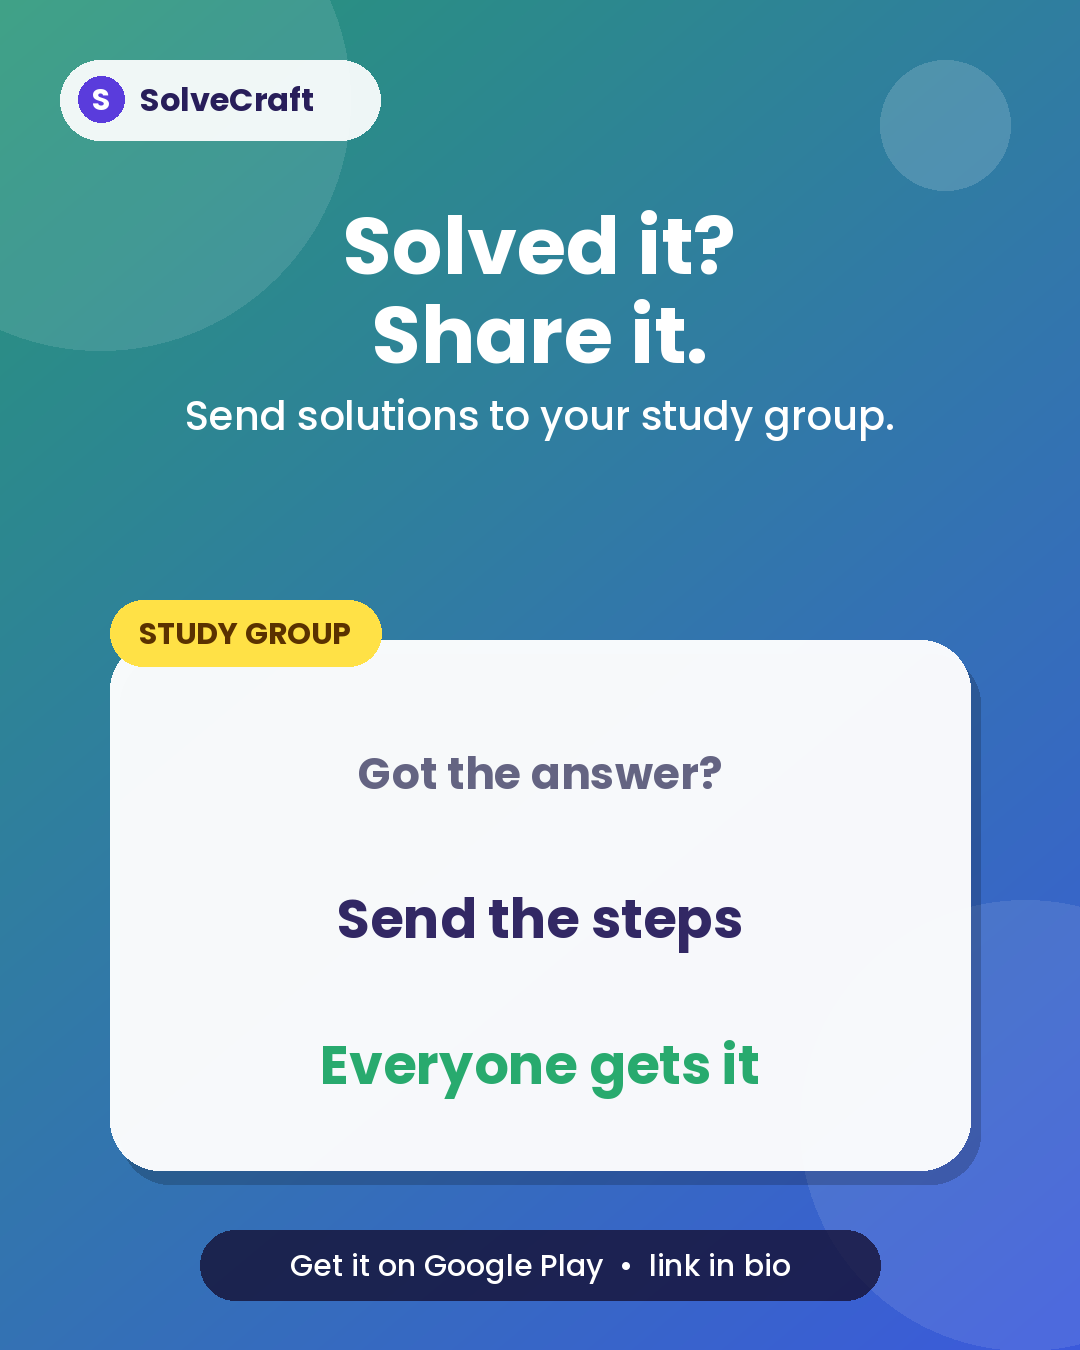 S SolveCraft
Solved it?
Share it.
Send solutions to your study group.
STUDY GROUP
Got the answer?
Send the steps
Everyone gets it
Get it on Google Play • link in bio